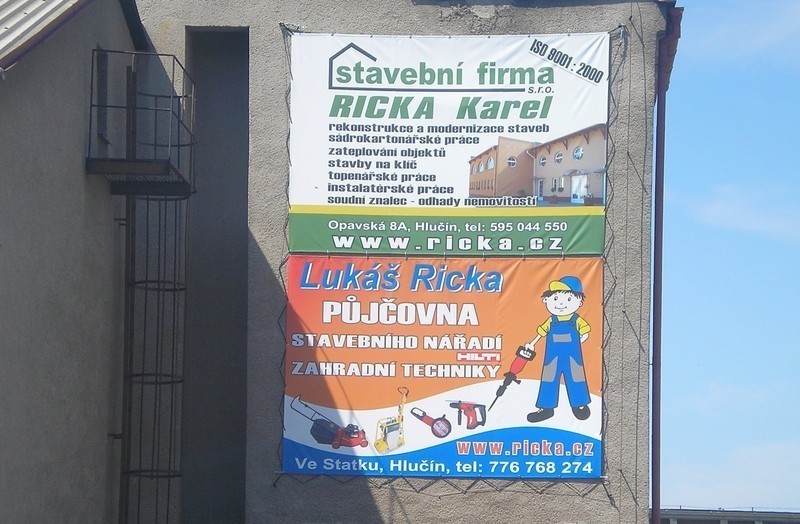 ISO 9001 : 2000
stavební firma
s.r.o.
RICKA Karel
rekonstrukce a modernizace staveb
sádrokartonářské práce
zateplování objektů
stavby na klíč
topenářské práce
instalatérské práce
soudní znalec - odhady nemovitostí
Opavská 8A, Hlučín, tel: 595 044 550
www.ricka.cz
Lukáš Ricka
PŮJČOVNA
STAVEBNÍHO NÁŘADÍ
HILTI
ZAHRADNÍ TECHNIKY
www.ricka.cz
Ve Statku, Hlučín, tel: 776 768 274